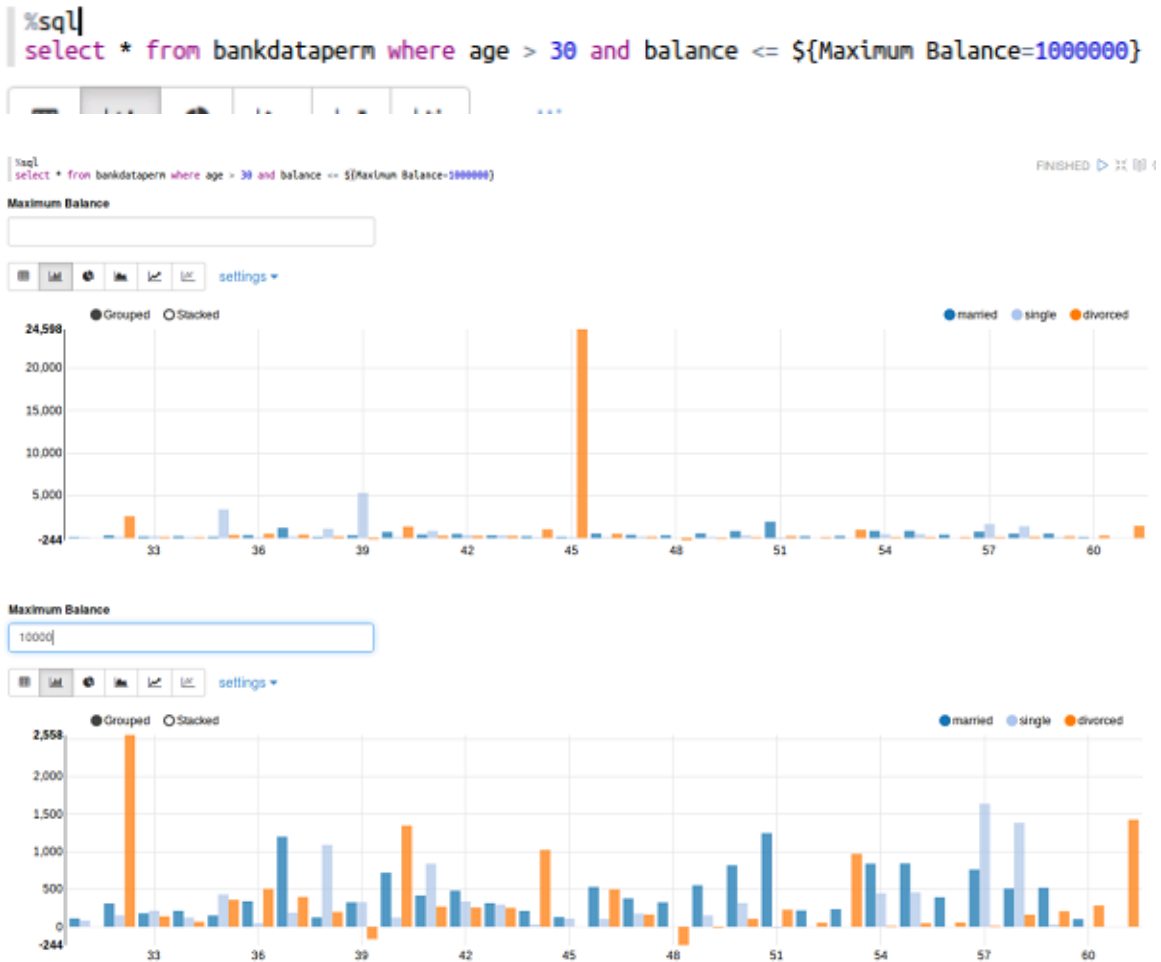 %sql
select * from bankdataperm where age > 30 and balance <= ${Maximum Balance=1000000}
%sql
select * from bankdataperm where age > 30 and balance <= ${Maximum Balance=1000000}
FINISHED
Maximum Balance
settings
Grouped Stacked married single divorced
24,598
20,000
15,000
10,000
5,000
-244
33 36 39 42 45 48 51 54 57 60
Maximum Balance
10000
settings
Grouped Stacked married single divorced
2,558
2,000
1,500
1,000
500
0
-244
33 36 39 42 45 48 51 54 57 60